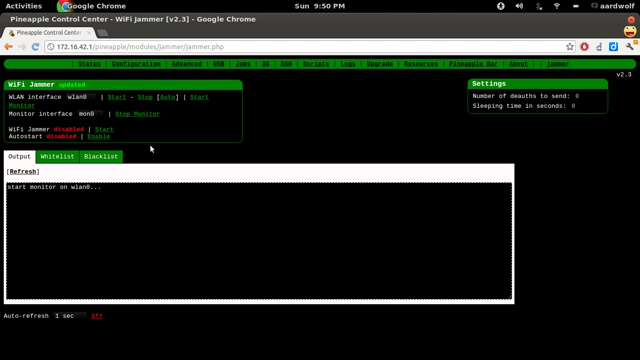 Activities Google Chrome Sun 9:50 PM aardwolf
Pineapple Control Center - WiFi Jammer [v2.3] - Google Chrome
Pineapple Control Cente
172.16.42.1/pineapple/modules/jammer/jammer.php
| Status | Configuration | Advanced | USB | Jobs | 3G | SSH | Scripts | Logs | Upgrade | Resources | Pineapple Bar | About | | jammer
v2.3
WiFi Jammer updated
WLAN interface wlan0 | Start - Stop [Auto] | Start
Monitor
Monitor interface mon0 | Stop Monitor
WiFi Jammer disabled | Start
Autostart disabled | Enable
Settings
Number of deauths to send: 0
Sleeping time in seconds: 0
Output Whitelist Blacklist
[Refresh]
start monitor on wlan0...
Auto-refresh 1 sec Off